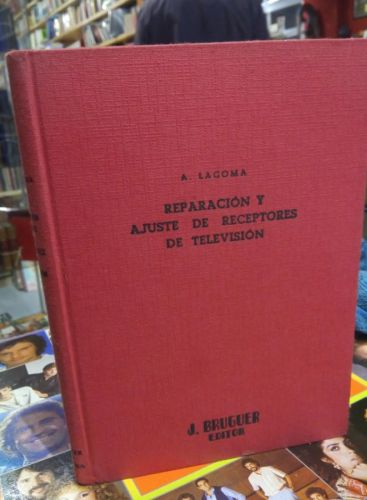 A. LAGOMA
REPARACIÓN Y
AJUSTE DE RECEPTORES
DE TELEVISIÓN
J. BRUGUER
EDITOR